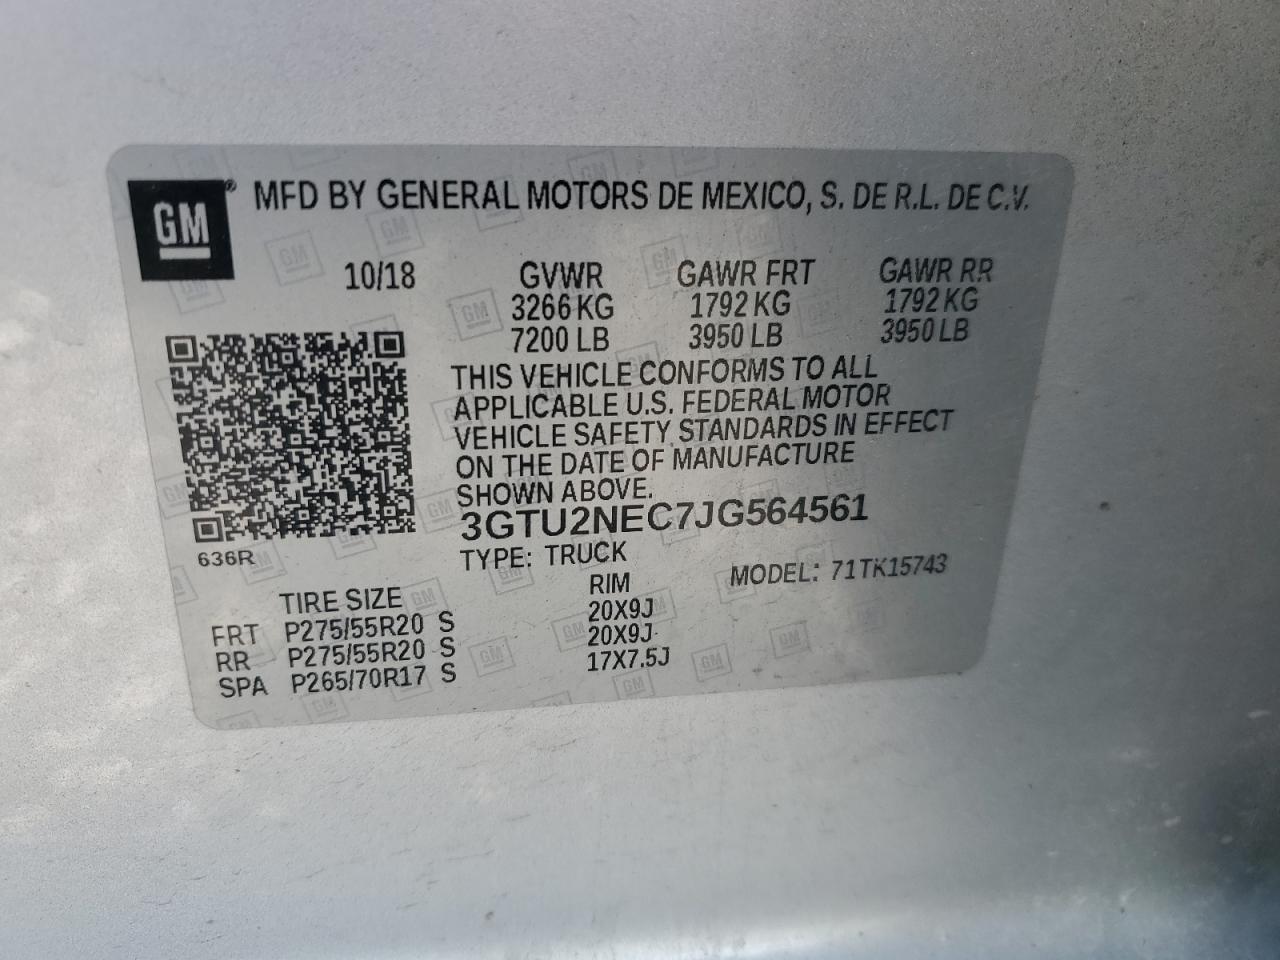 GM® MFD BY GENERAL MOTORS DE MEXICO, S. DE R.L. DE C.V.
10/18 GVWR GAWR FRT GAWR RR
3266 KG 1792 KG 1792 KG
7200 LB 3950 LB 3950 LB
THIS VEHICLE CONFORMS TO ALL
APPLICABLE U.S. FEDERAL MOTOR
VEHICLE SAFETY STANDARDS IN EFFECT
ON THE DATE OF MANUFACTURE
SHOWN ABOVE.
3GTU2NEC7JG564561
636R
TYPE: TRUCK MODEL: 71TK15743
TIRE SIZE RIM
FRT P275/55R20 S 20X9J
RR P275/55R20 S 20X9J
SPA P265/70R17 S 17X7.5J